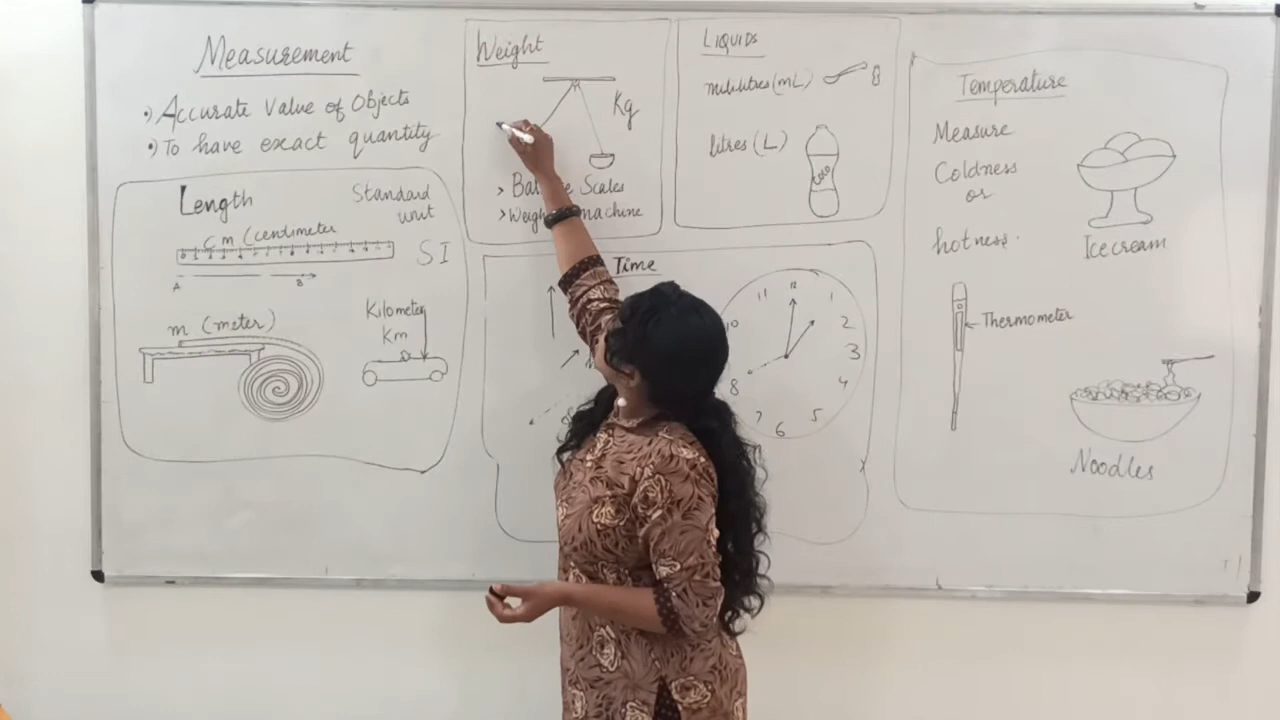 Measurement
•) Accurate Value of Objects
•) To have exact quantity
Length
Standard
unit
SI
Cm (centimeter
A B
m (meter)
Kilometer
Km
Weight
Kg
> Scales
> machine
LIQUIDS
(mL)
litres (L)
COLO
Time
12
11 1
10 2
3
8 4
7 5
6
Temperature
Measure
Coldness
or
hotness.
Icecream
Thermometer
Noodles